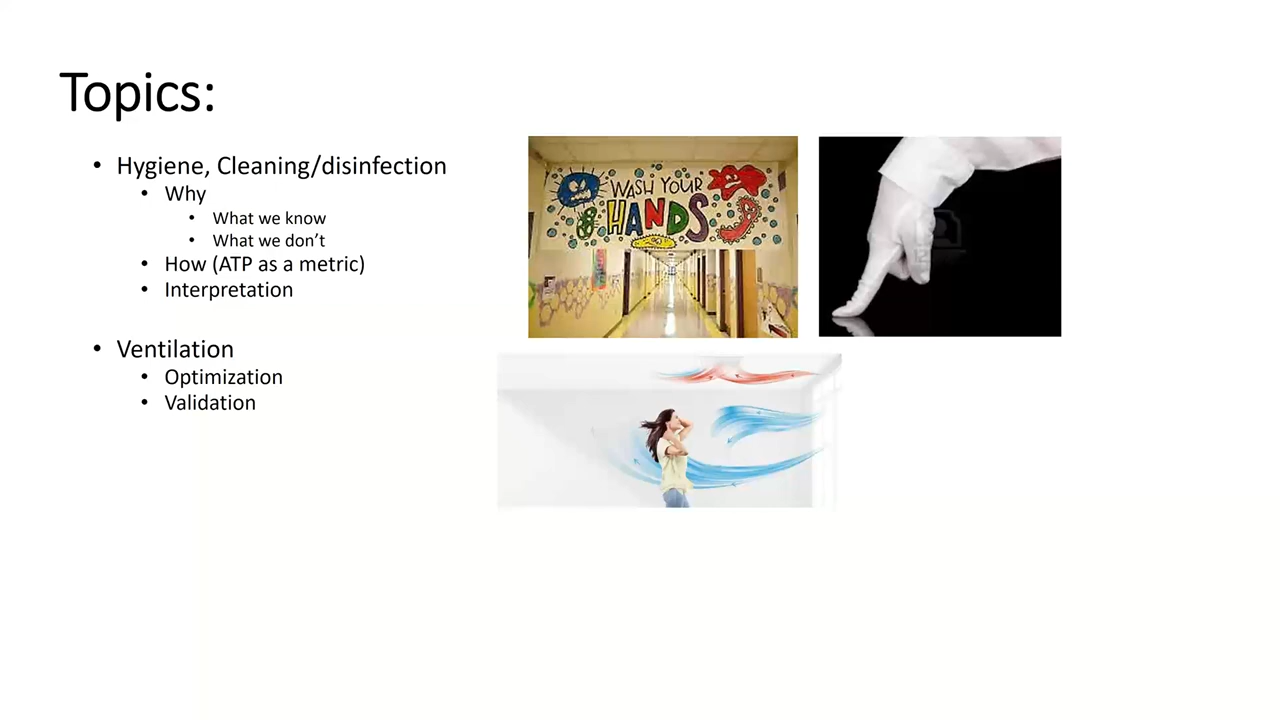 Topics:
• Hygiene, Cleaning/disinfection
• Why
• What we know
• What we don’t
• How (ATP as a metric)
• Interpretation
• Ventilation
• Optimization
• Validation
WASH YOUR
HANDS